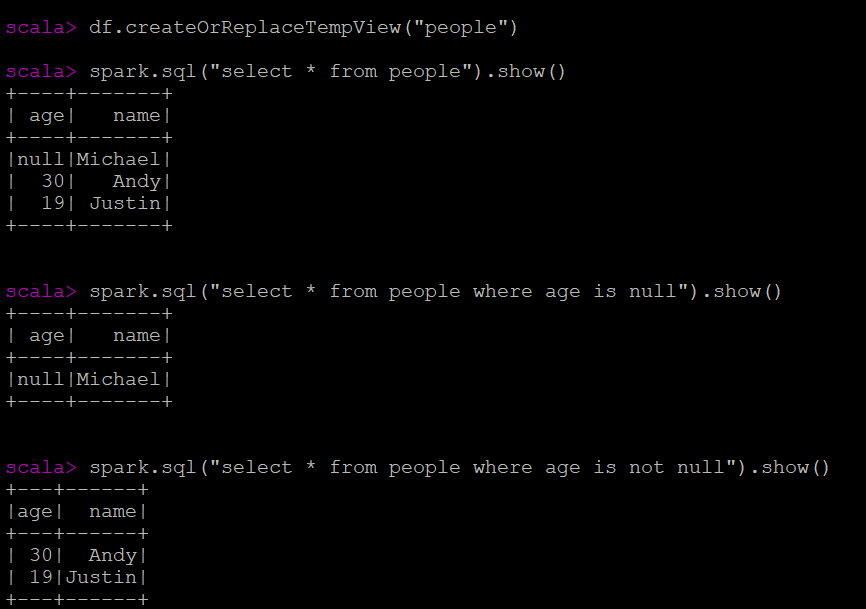 scala> df.createOrReplaceTempView("people")
scala> spark.sql("select * from people").show()
+----+-------+
| age|   name|
+----+-------+
|null|Michael|
|  30|   Andy|
|  19| Justin|
+----+-------+
scala> spark.sql("select * from people where age is null").show()
+----+-------+
| age|   name|
+----+-------+
|null|Michael|
+----+-------+
scala> spark.sql("select * from people where age is not null").show()
+---+------+
|age|  name|
+---+------+
| 30|  Andy|
| 19|Justin|
+---+------+